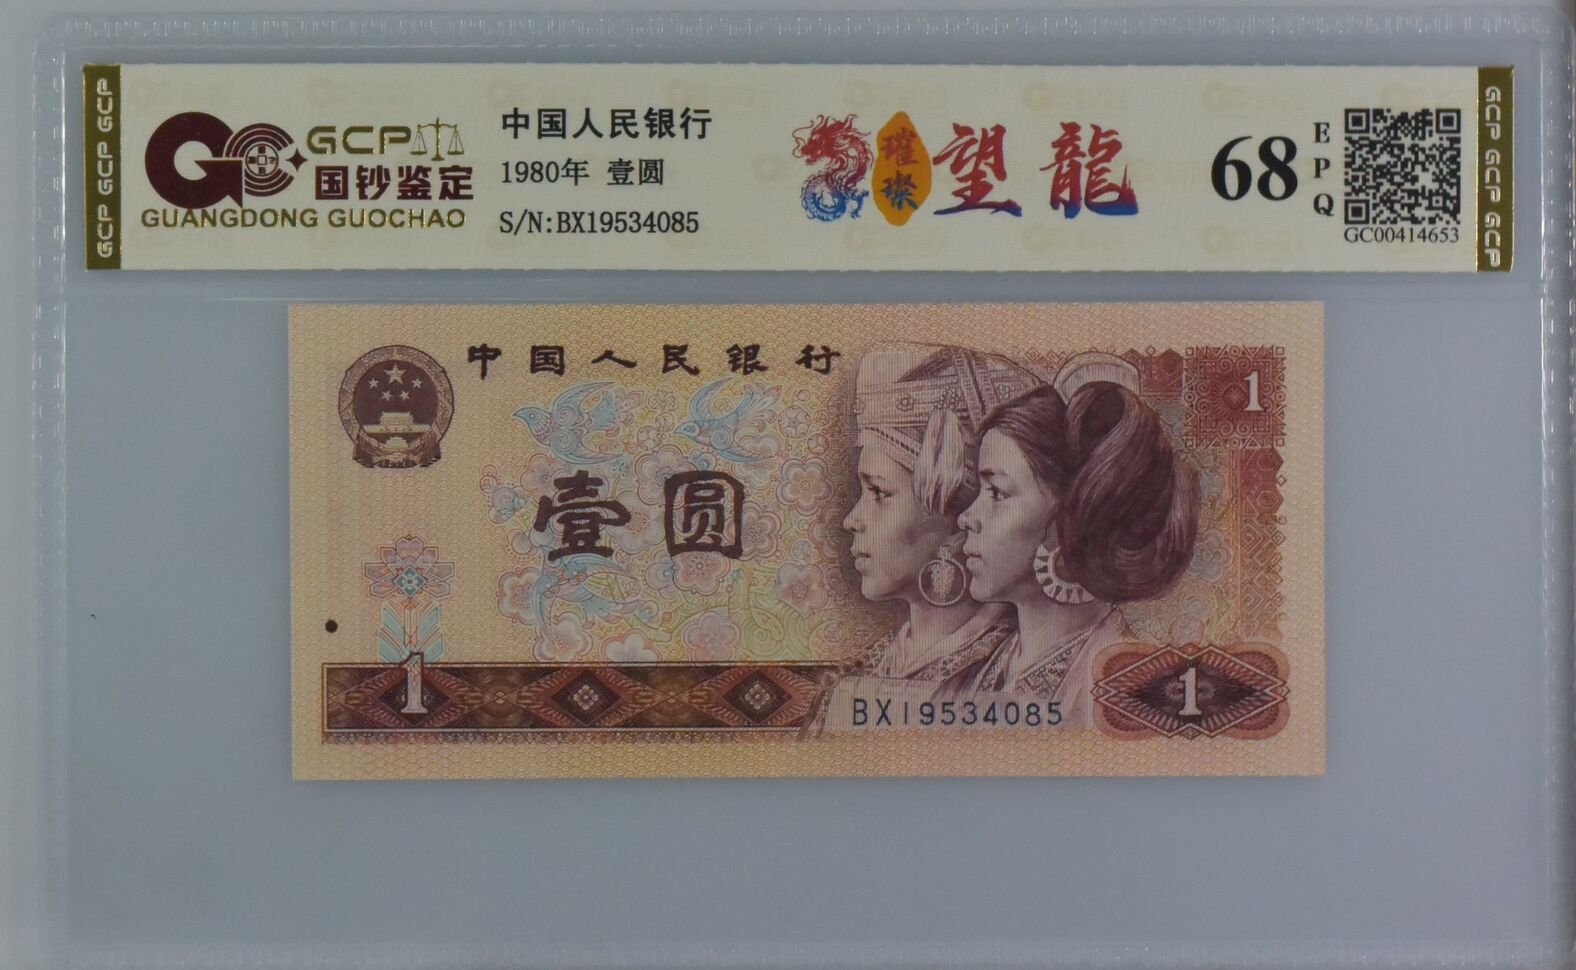 GCP GCP GCP
GCP
国钞鉴定
GUANGDONG GUOCHAO
中国人民银行
1980年 壹圆
S/N:BX19534085
璀璨
望龍
68
EPQ
GC00414653
GCP GCP GCP
中国人民银行
1
壹圆
1
BX19534085
1